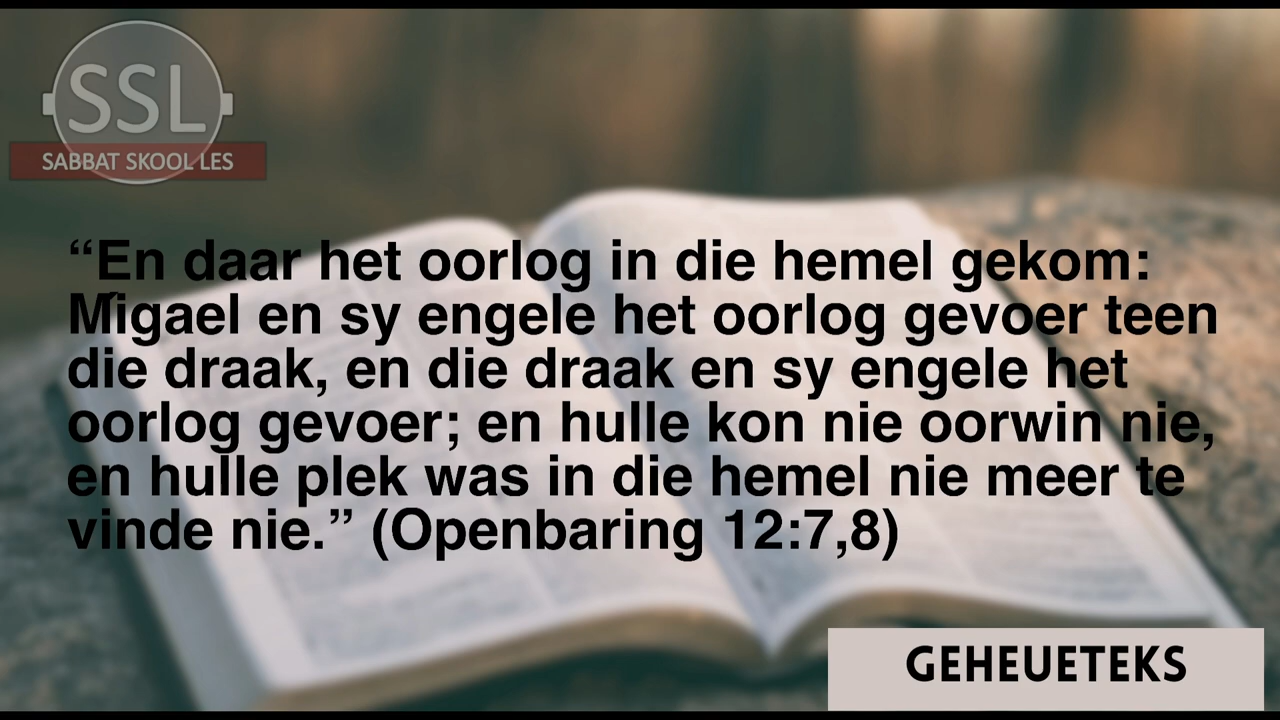 SSL
SABBAT SKOOL LES
“En daar het oorlog in die hemel gekom:
Migael en sy engele het oorlog gevoer teen
die draak, en die draak en sy engele het
oorlog gevoer; en hulle kon nie oorwin nie,
en hulle plek was in die hemel nie meer te
vinde nie.” (Openbaring 12:7,8)
GEHEUETEKS